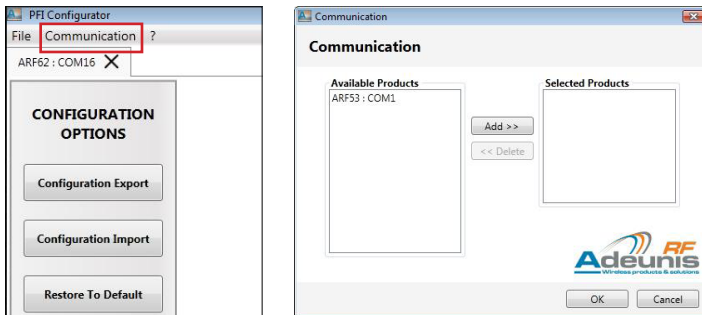 PFI Configurator
File Communication ?
ARF62 : COM16
CONFIGURATION
OPTIONS
Configuration Export
Configuration Import
Restore To Default
Communication
Communication
Available Products
ARF53 : COM1
Add >>
<< Delete
Selected Products
Adeunis RF
Wireless products & solutions
OK Cancel